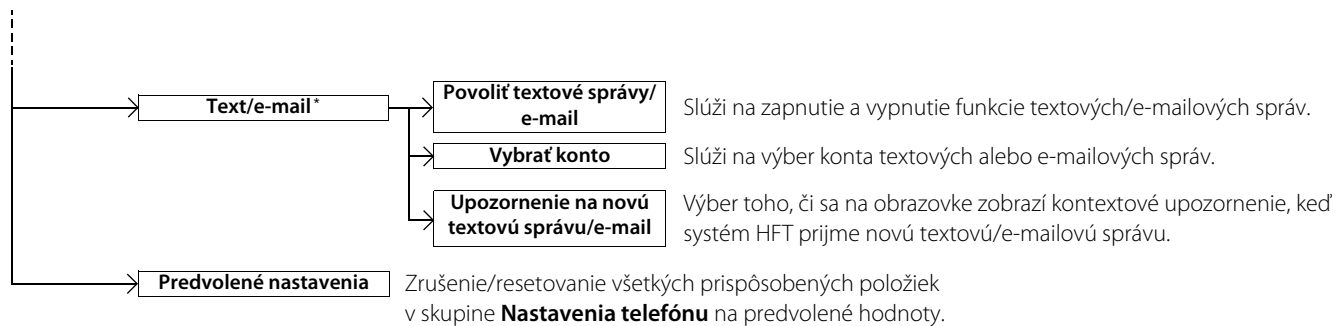 Text/e-mail*
Povoliť textové správy/
e-mail
Slúži na zapnutie a vypnutie funkcie textových/e-mailových správ.
Vybrať konto
Slúži na výber konta textových alebo e-mailových správ.
Upozornenie na novú
textovú správu/e-mail
Výber toho, či sa na obrazovke zobrazí kontextové upozornenie, keď
systém HFT prijme novú textovú/e-mailovú správu.
Predvolené nastavenia
Zrušenie/resetovanie všetkých prispôsobených položiek
v skupine Nastavenia telefónu na predvolené hodnoty.